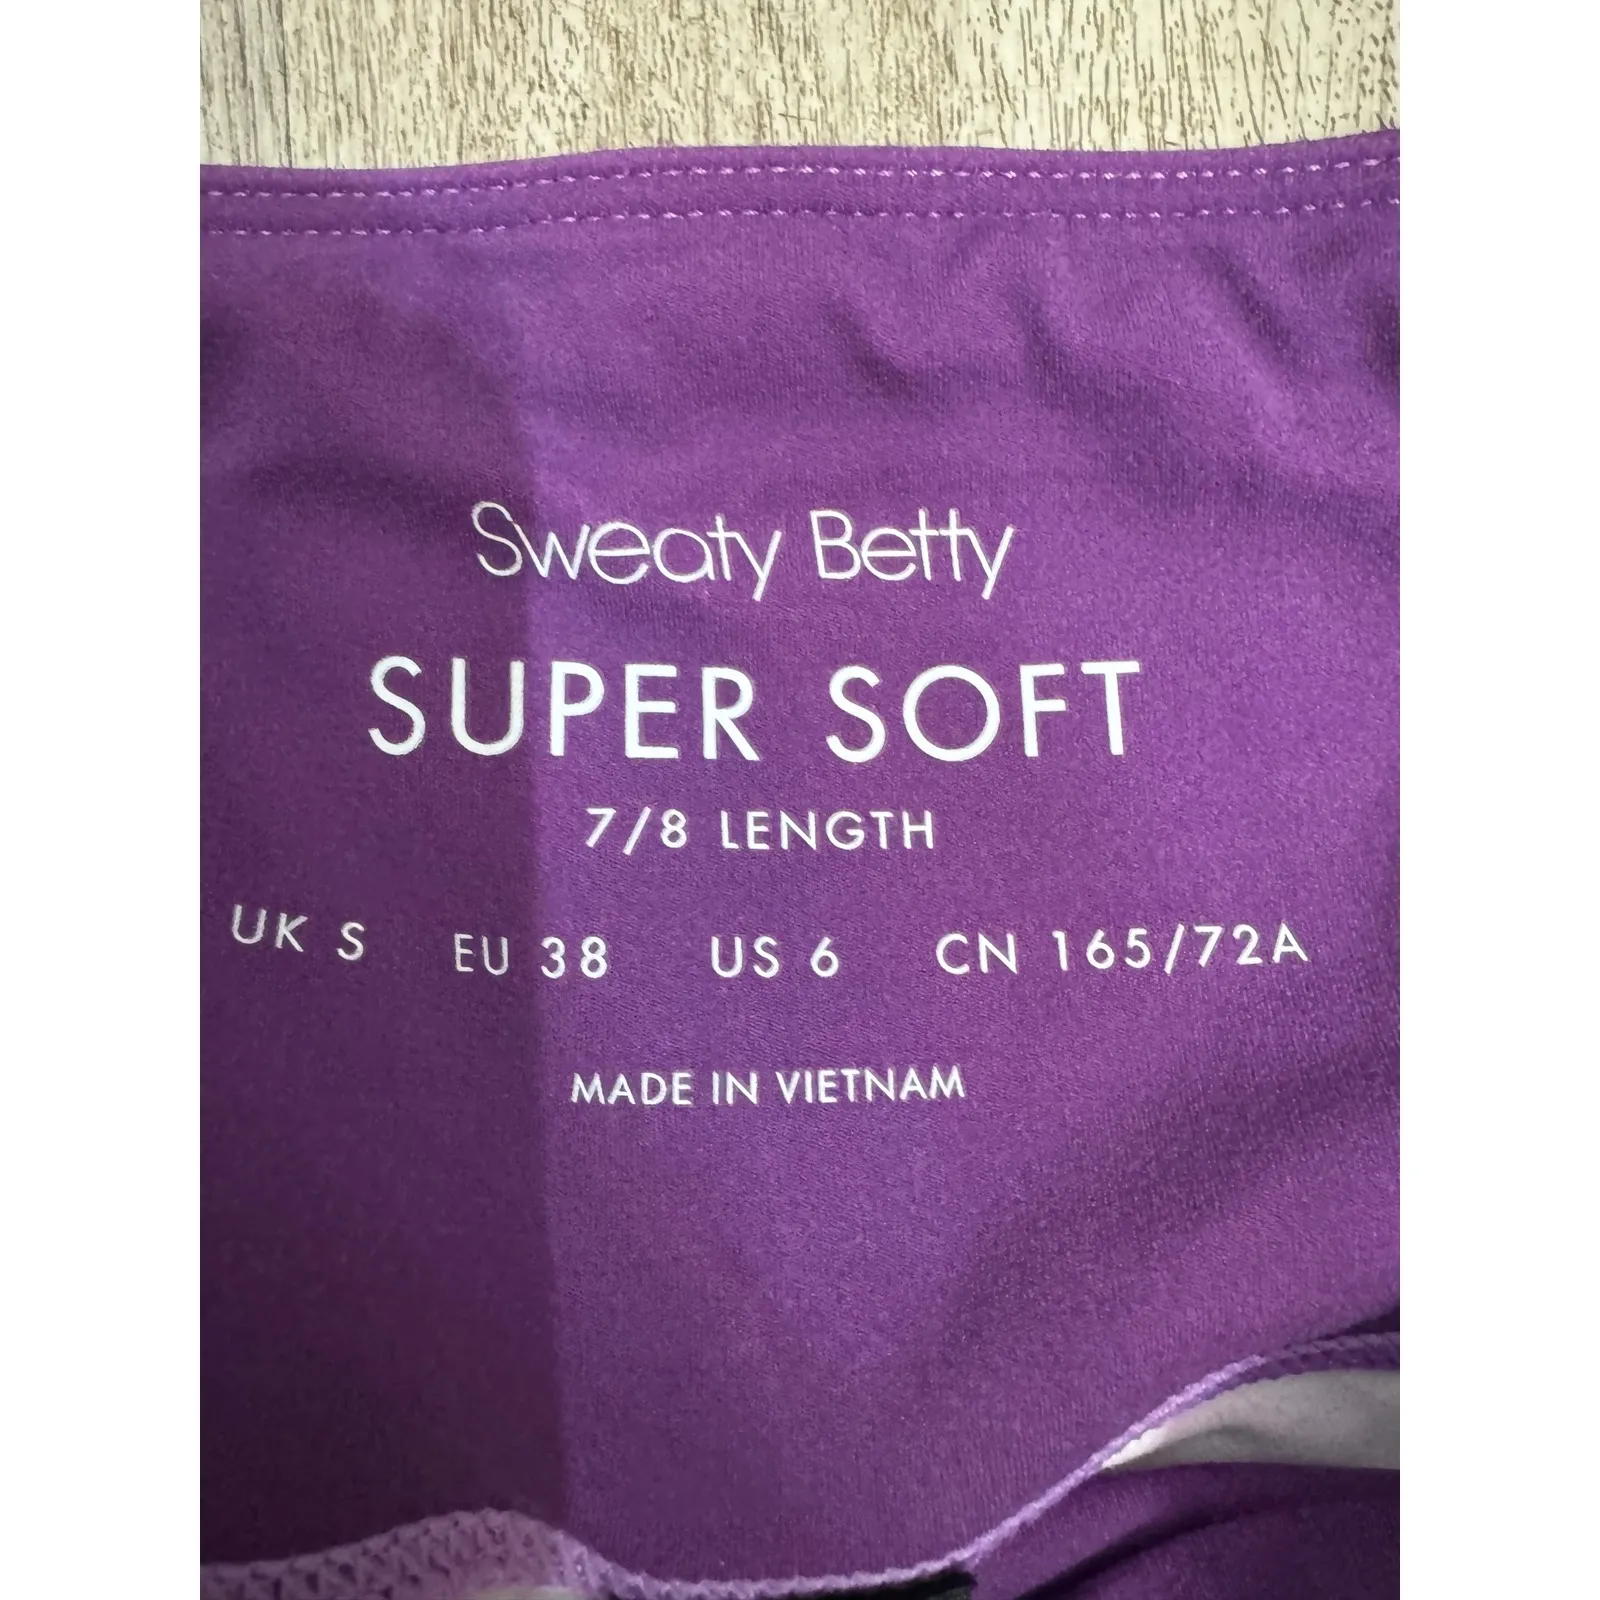 Sweaty Betty
SUPER SOFT
7/8 LENGTH
UK S EU 38 US 6 CN 165/72A
MADE IN VIETNAM